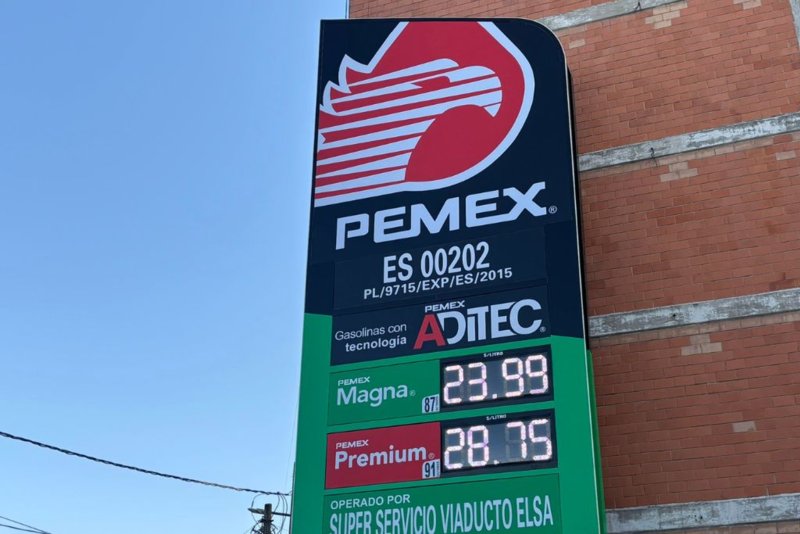 PEMEX®
ES 00202
PL/9715/EXP/ES/2015
Gasolinas con
tecnología
PEMEX
ADITEC®
$/LITRO
PEMEX
Magna®
87
23.99
$/LITRO
PEMEX
Premium®
91
28.75
OPERADO POR
SUPER SERVICIO VIADUCTO ELSA